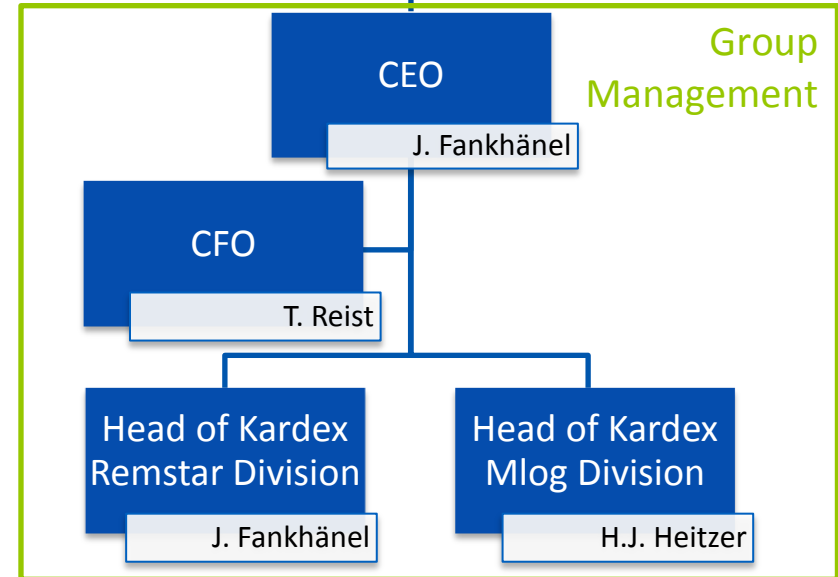 Group
Management
CEO
J. Fankhänel
CFO
T. Reist
Head of Kardex
Remstar Division
J. Fankhänel
Head of Kardex
Mlog Division
H.J. Heitzer